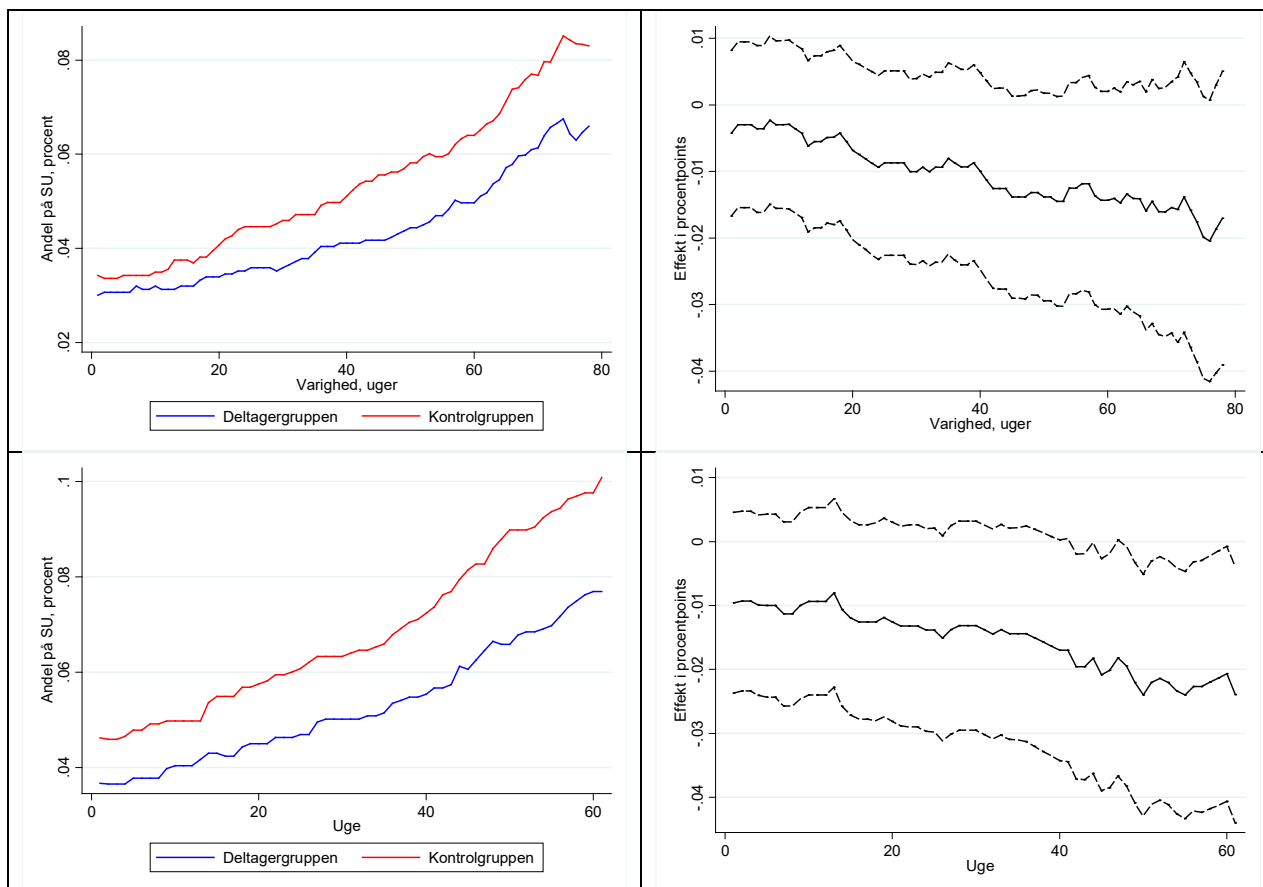 Andel på SU, procent
.08
.06
.04
.02
0 20 40 60 80
Varighed, uger
Deltagergruppen Kontrolgruppen
Effekt i procentpoints
.01
0
-.01
-.02
-.03
-.04
0 20 40 60 80
Varighed, uger
Andel på SU, procent
.1
.08
.06
.04
0 20 40 60
Uge
Deltagergruppen Kontrolgruppen
Effekt i procentpoints
.01
0
-.01
-.02
-.03
-.04
0 20 40 60
Uge